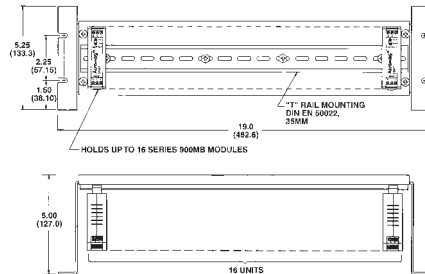 5.25
(133.3)
2.25
(57.15)
1.50
(38.10)
"T" RAIL MOUNTING
DIN EN 50022,
35MM
19.0
(482.6)
HOLDS UP TO 16 SERIES 900MB MODULES
5.00
(127.0)
16 UNITS